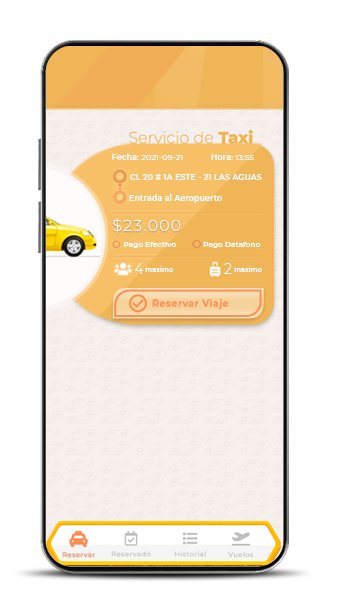 Servicio de Taxi
Fecha: 2021-09-21 Hora: 13:55
CL 20 # 1A ESTE - 21 LAS AGUAS
Entrada al Aeropuerto
$23.000
Pago Efectivo Pago Datafono
4 maximo 2 maximo
Reservar Viaje
Reservar Reservado Historial Vuelos